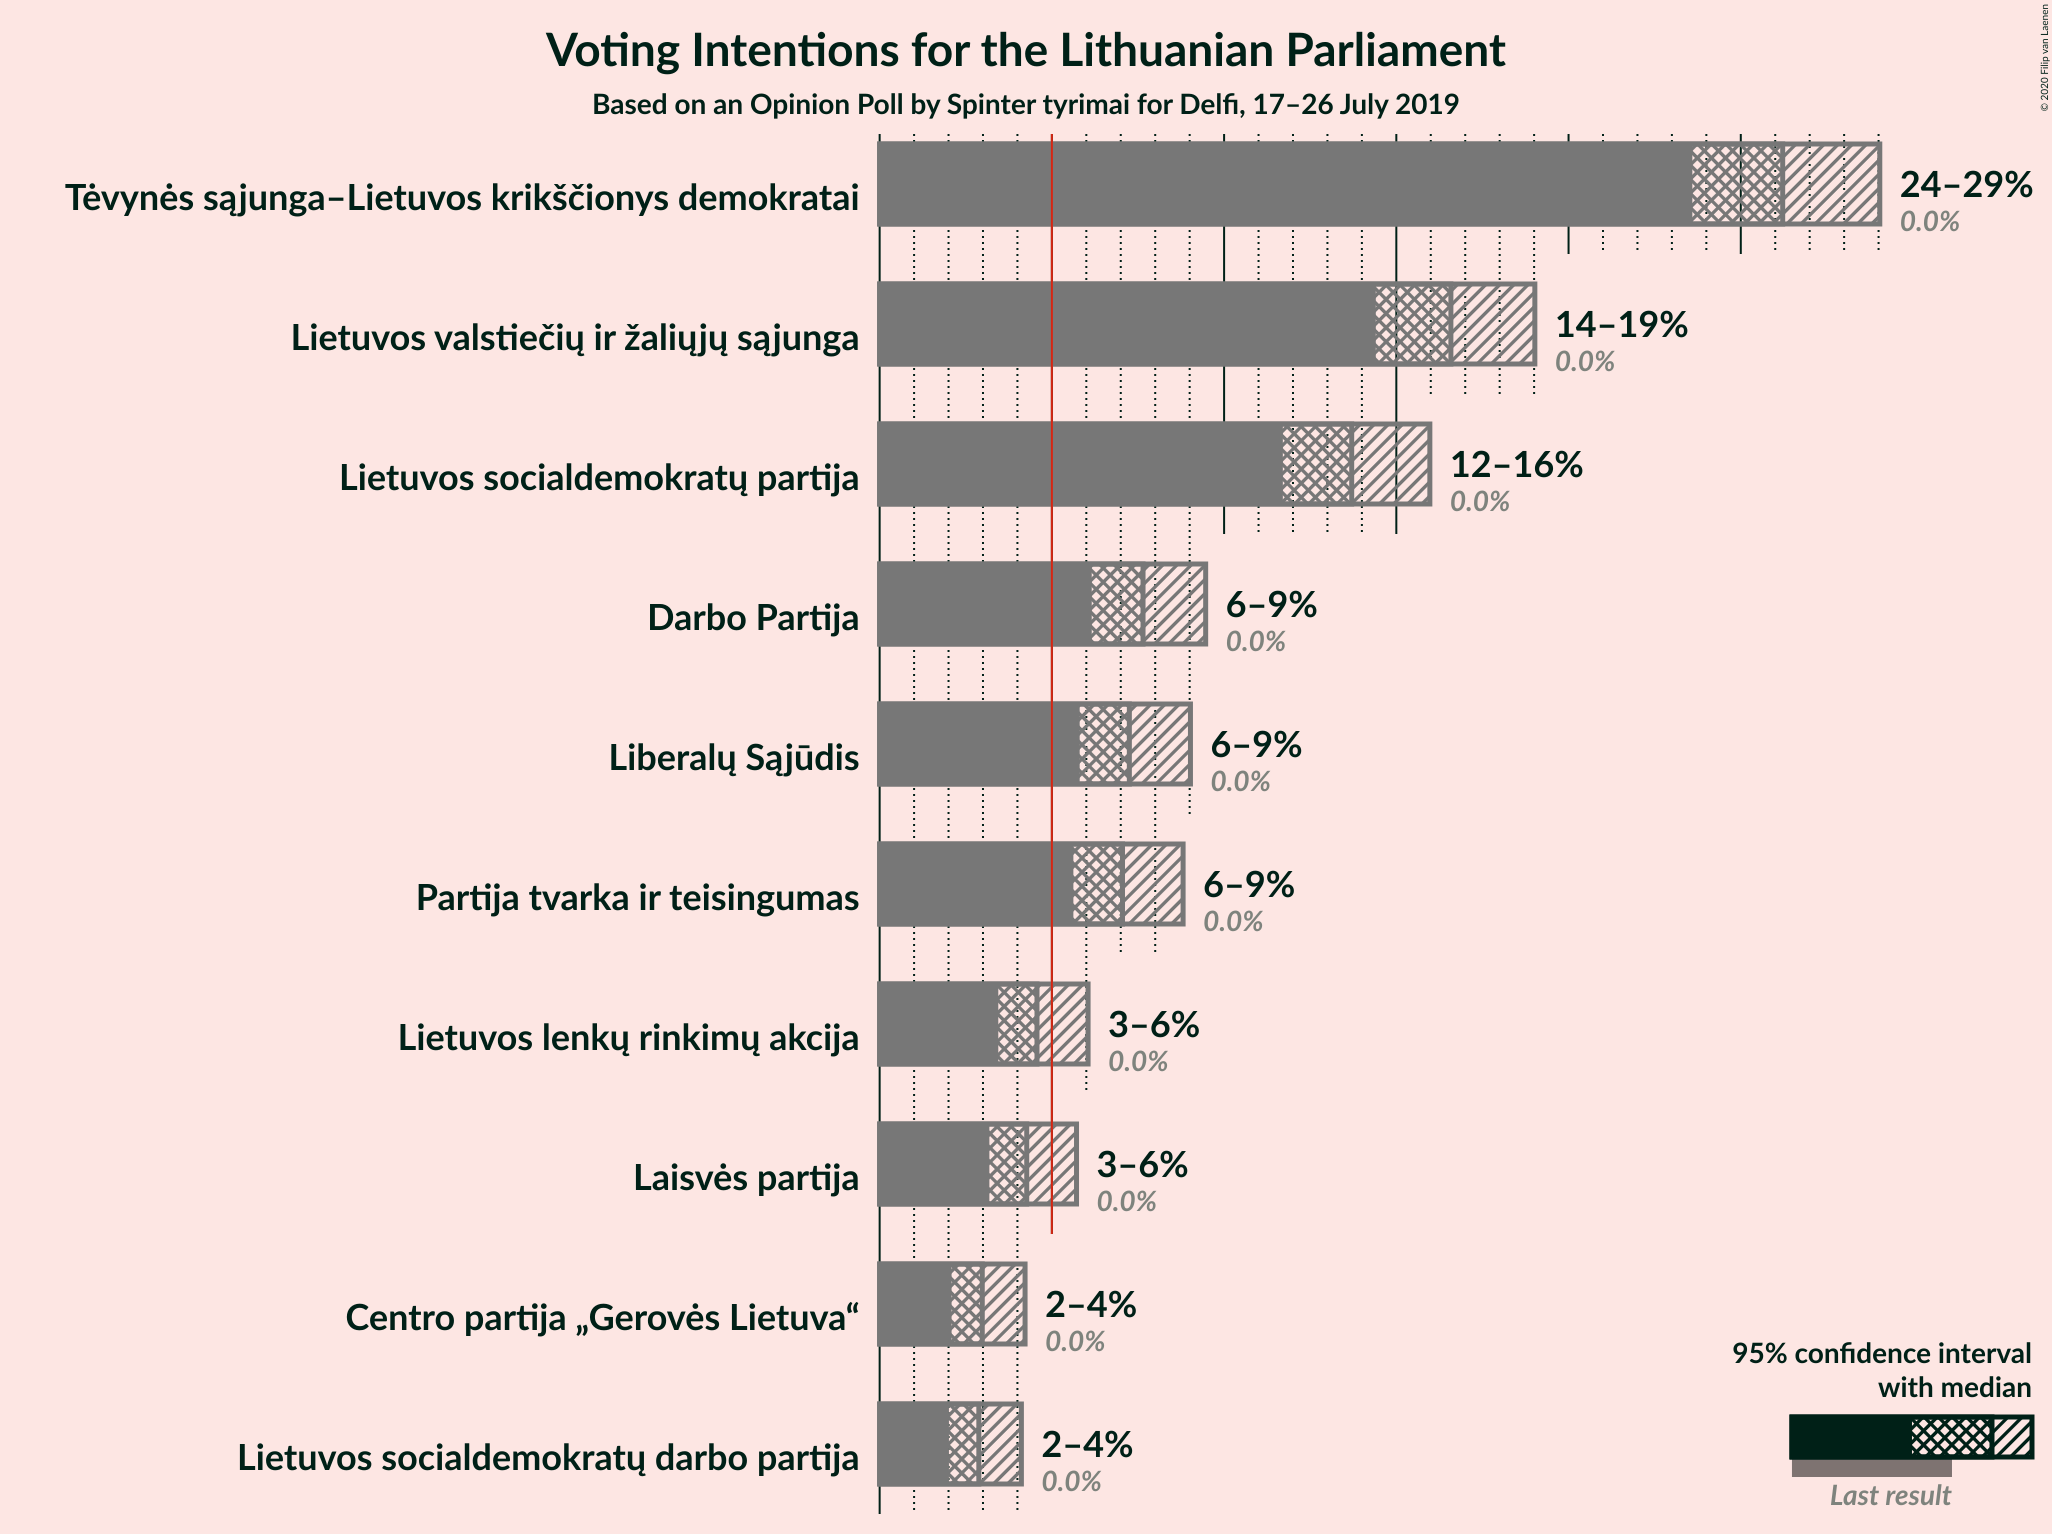 Voting Intentions for the Lithuanian Parliament
Based on an Opinion Poll by Spinter tyrimai for Delfi, 17–26 July 2019
© 2020 Filip van Laenen
Tėvynės sąjunga–Lietuvos krikščionys demokratai
24–29%
0.0%
Lietuvos valstiečių ir žaliųjų sąjunga
14–19%
0.0%
Lietuvos socialdemokratų partija
12–16%
0.0%
Darbo Partija
6–9%
0.0%
Liberalų Sąjūdis
6–9%
0.0%
Partija tvarka ir teisingumas
6–9%
0.0%
Lietuvos lenkų rinkimų akcija
3–6%
0.0%
Laisvės partija
3–6%
0.0%
Centro partija „Gerovės Lietuva“
2–4%
0.0%
Lietuvos socialdemokratų darbo partija
2–4%
0.0%
95% confidence interval
with median
Last result